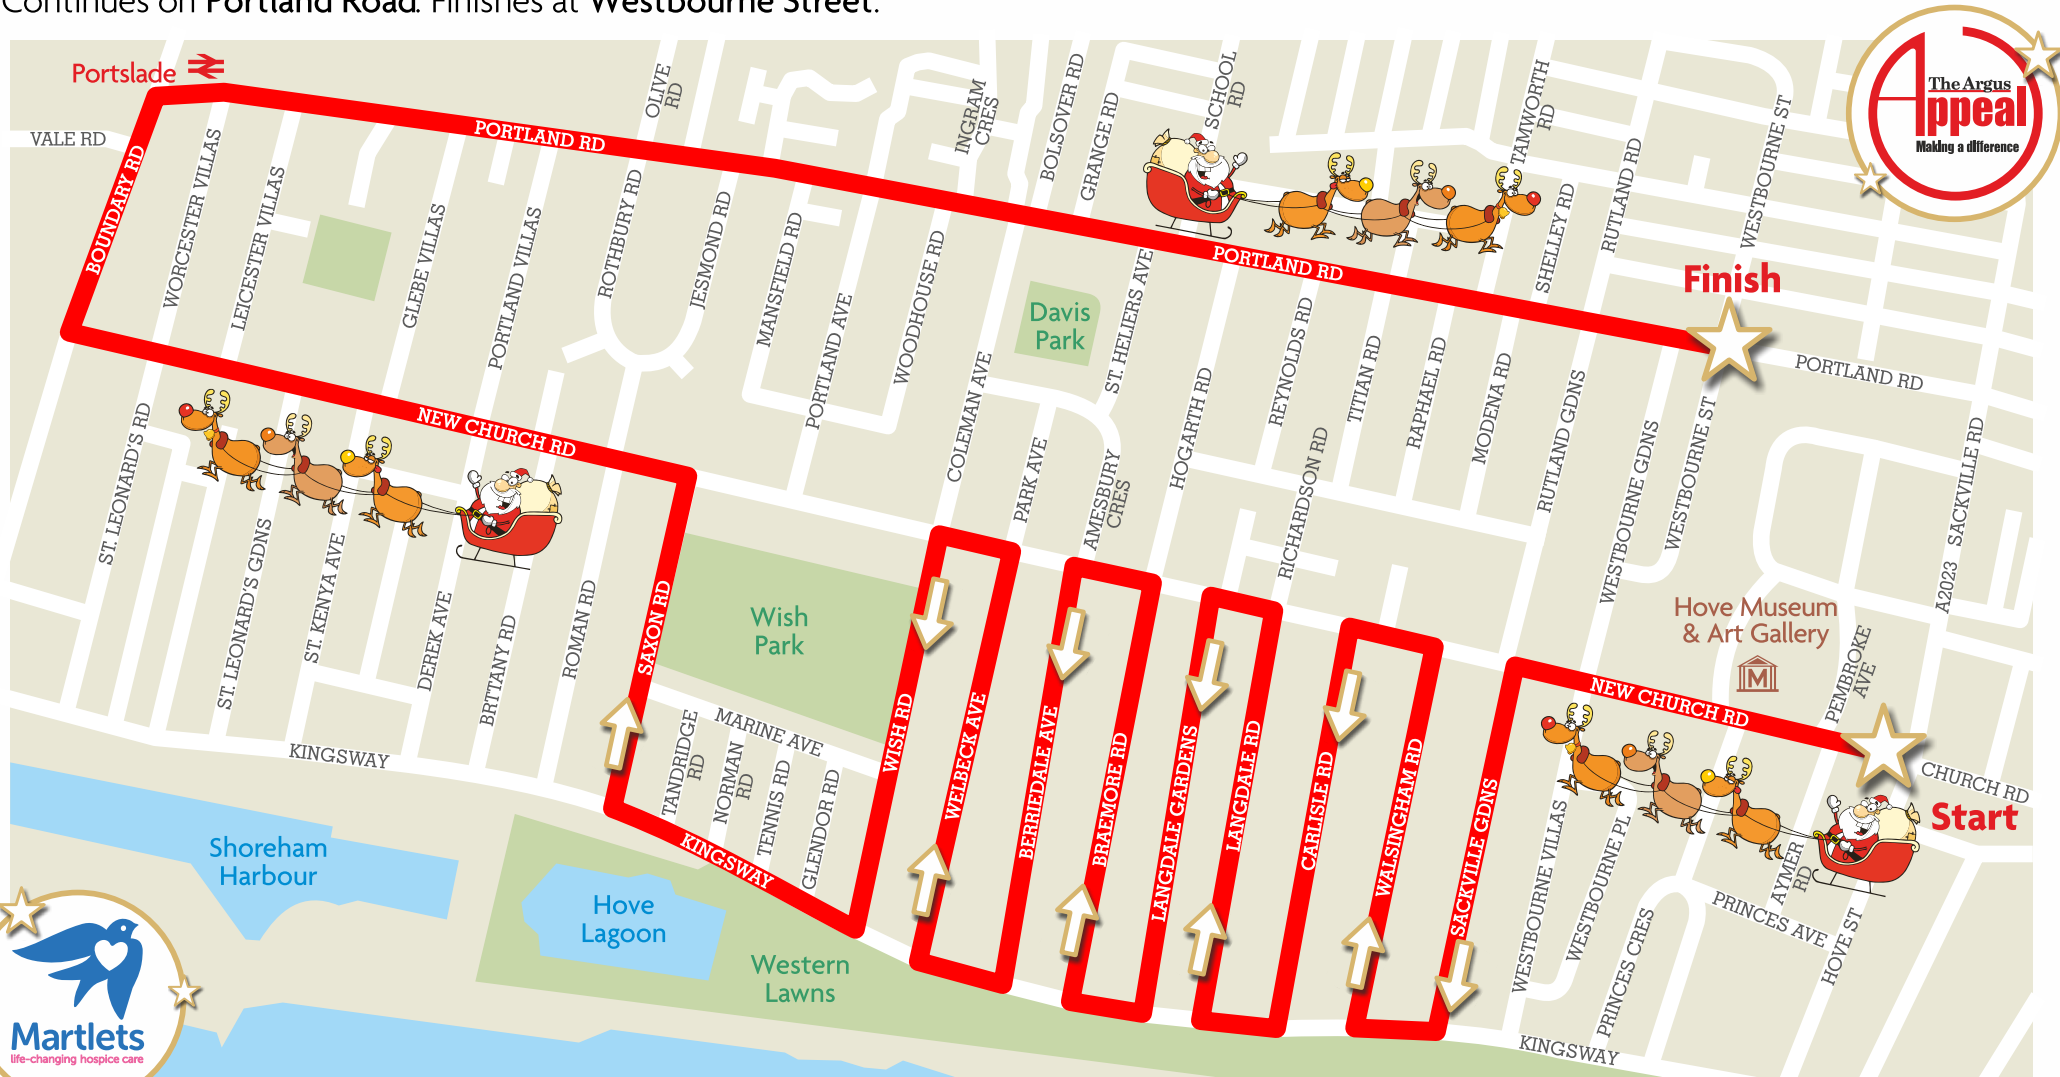 Continues on Portland Road. Finishes at Westbourne Street.
Portslade
VALE RD
BOUNDARY RD
WORCESTER VILLAS
LEICESTER VILLAS
GLEBE VILLAS
PORTLAND VILLAS
PORTLAND RD
OLIVE
RD
ROTHBURY RD
JESMOND RD
MANSFIELD RD
PORTLAND AVE
WOODHOUSE RD
INGRAM
CRES
BOLSOVER RD
GRANGE RD
SCHOOL
RD
TAMWORTH
RD
SHELLEY RD
RUTLAND RD
WESTBOURNE ST
The Argus
Appeal
Making a difference
PORTLAND RD
Finish
PORTLAND RD
Davis
Park
COLEMAN AVE
PARK AVE
ST. HELIERS AVE
AMESBURY
CRES
HOGARTH RD
REYNOLDS RD
RICHARDSON RD
TITIAN RD
RAPHAEL RD
MODENA RD
RUTLAND GDNS
WESTBOURNE GDNS
WESTBOURNE ST
SACKVILLE RD
A2023
NEW CHURCH RD
ST. LEONARD'S RD
ST. LEONARD'S GDNS
ST. KENYA AVE
DEREK AVE
BRITTANY RD
ROMAN RD
SAXON RD
Wish
Park
Hove Museum
& Art Gallery
M
PEMBROKE
AVE
NEW CHURCH RD
CHURCH RD
Start
KINGSWAY
TANDRIDGE
RD
MARINE AVE
NORMAN
RD
TENNIS RD
GLENDOR RD
KINGSWAY
WISH RD
WELBECK AVE
BERRIEDALE AVE
BRAEMORE RD
LANGDALE GARDENS
LANGDALE RD
CARLISLE RD
WALSINGHAM RD
SACKVILLE GDNS
WESTBOURNE VILLAS
WESTBOURNE PL
PRINCES CRES
AYMER
RD
PRINCES AVE
HOVE ST
KINGSWAY
Shoreham
Harbour
Hove
Lagoon
Western
Lawns
Martlets
life-changing hospice care